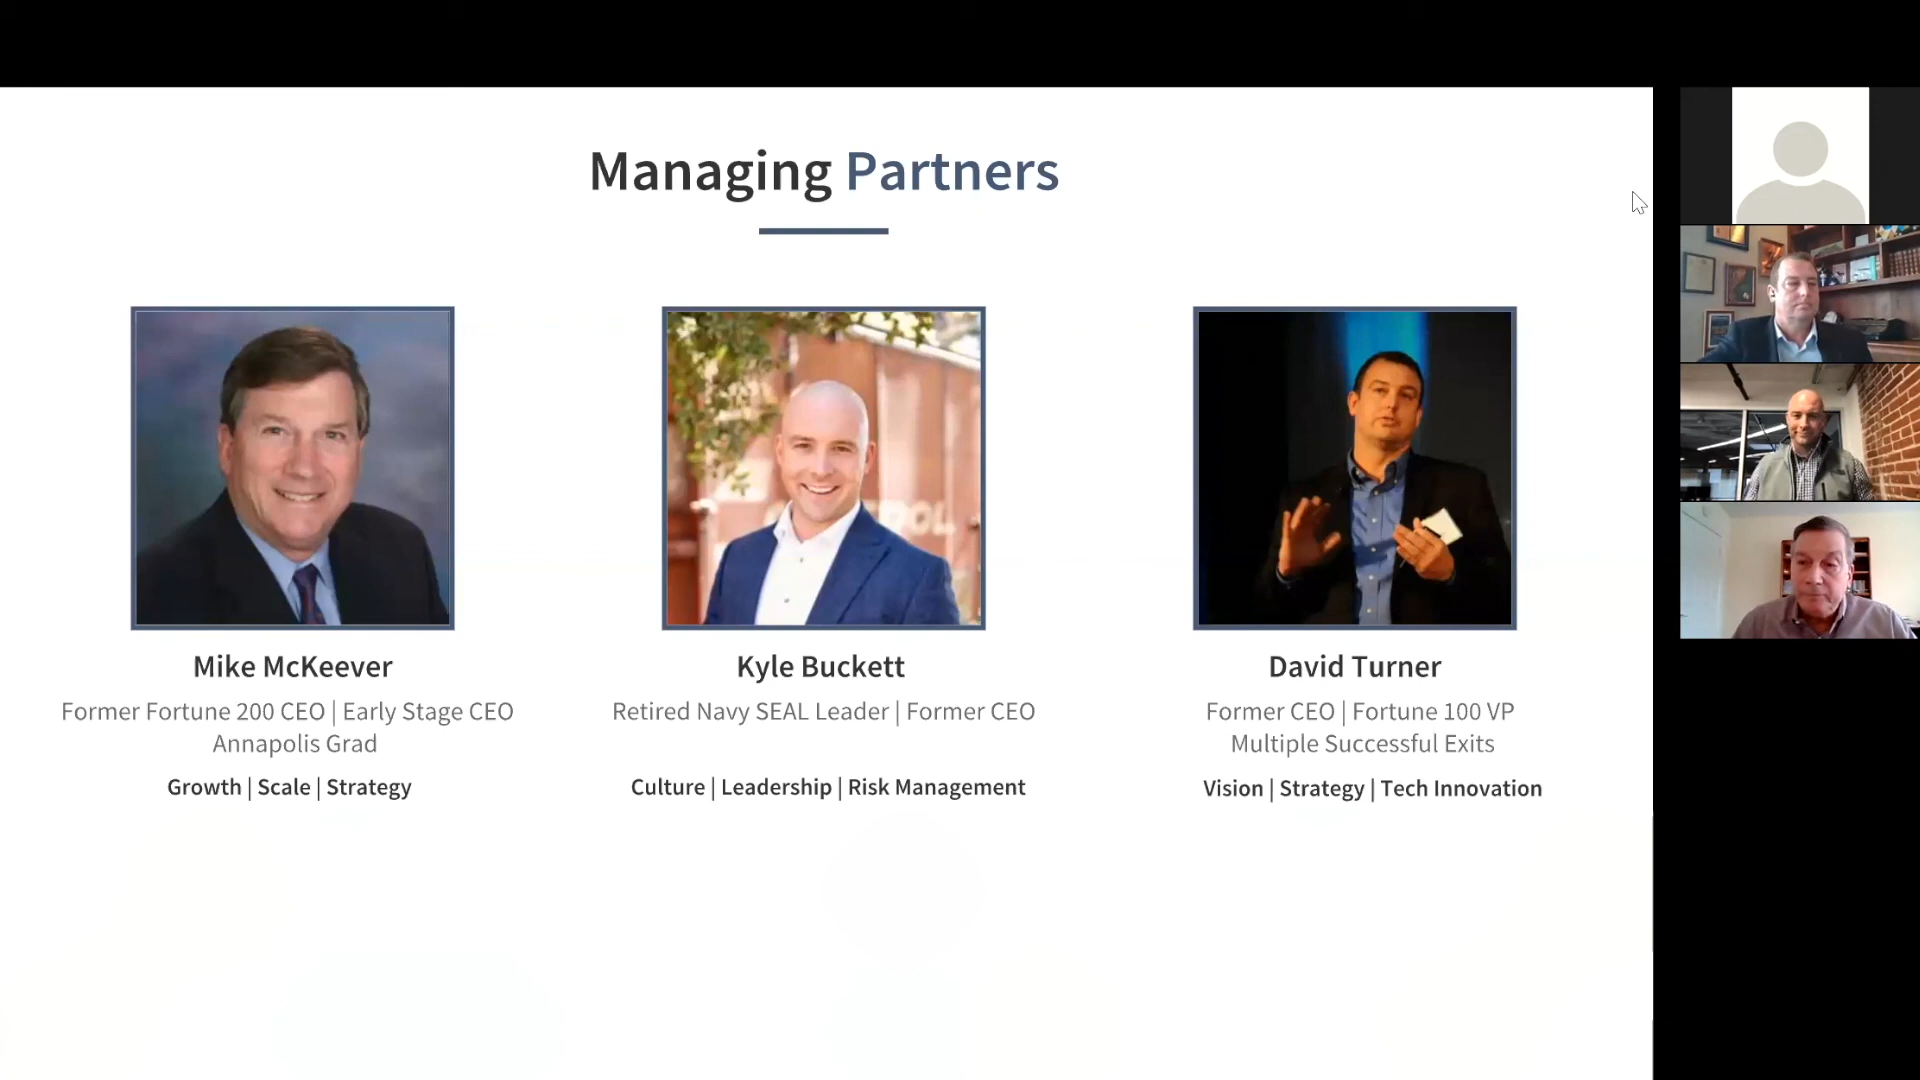 Managing Partners
Mike McKeever
Former Fortune 200 CEO | Early Stage CEO
Annapolis Grad
Growth | Scale | Strategy
Kyle Buckett
Retired Navy SEAL Leader | Former CEO
Culture | Leadership | Risk Management
David Turner
Former CEO | Fortune 100 VP
Multiple Successful Exits
Vision | Strategy | Tech Innovation